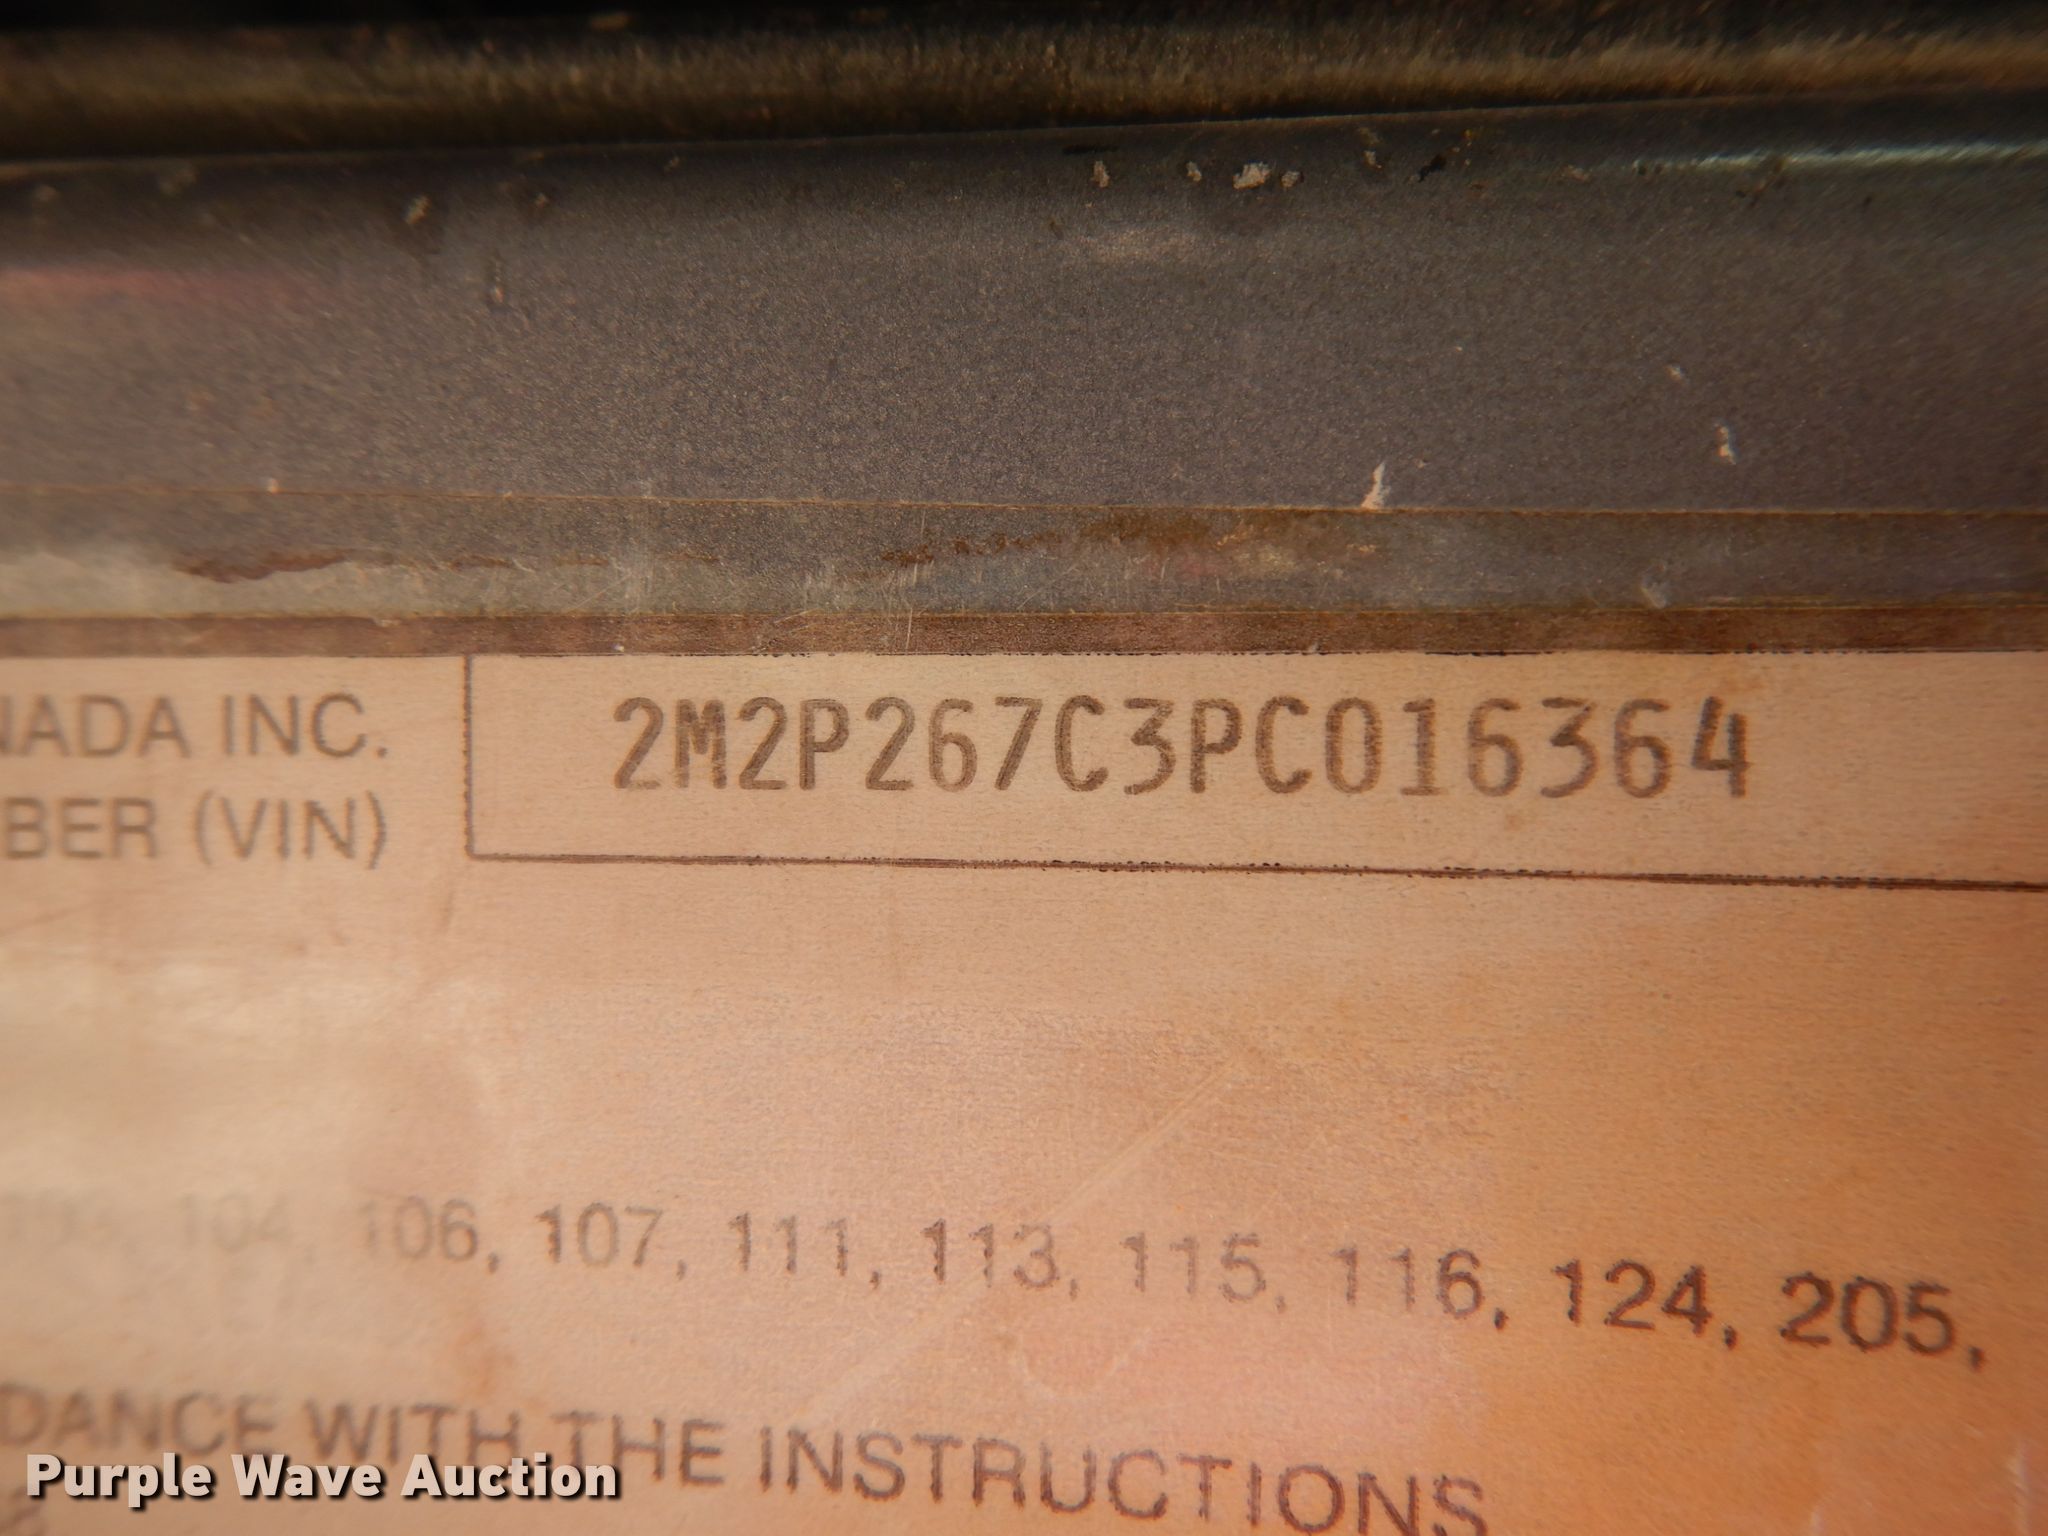 NADA INC.
2M2P267C3PC016364
BER (VIN)
104, 106, 107, 111, 113, 115, 116, 124, 205,
DANCE WITH THE INSTRUCTIONS
Purple Wave Auction